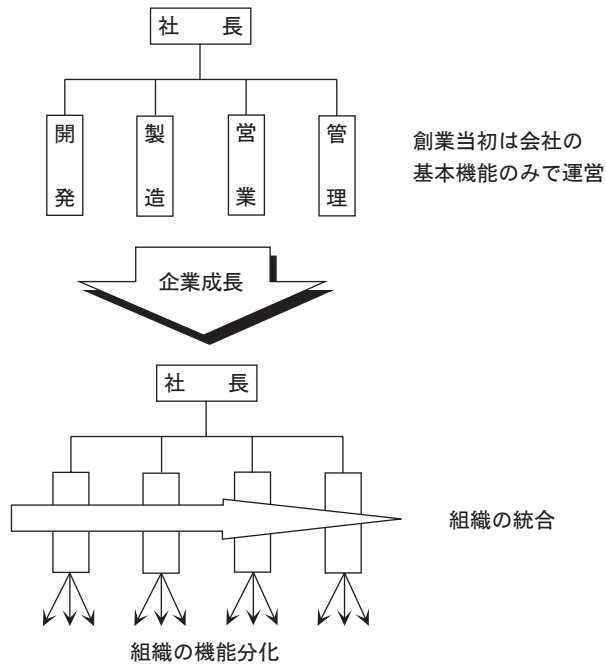 社　長
開発
製造
営業
管理
創業当初は会社の
基本機能のみで運営
企業成長
社　長
組織の統合
組織の機能分化